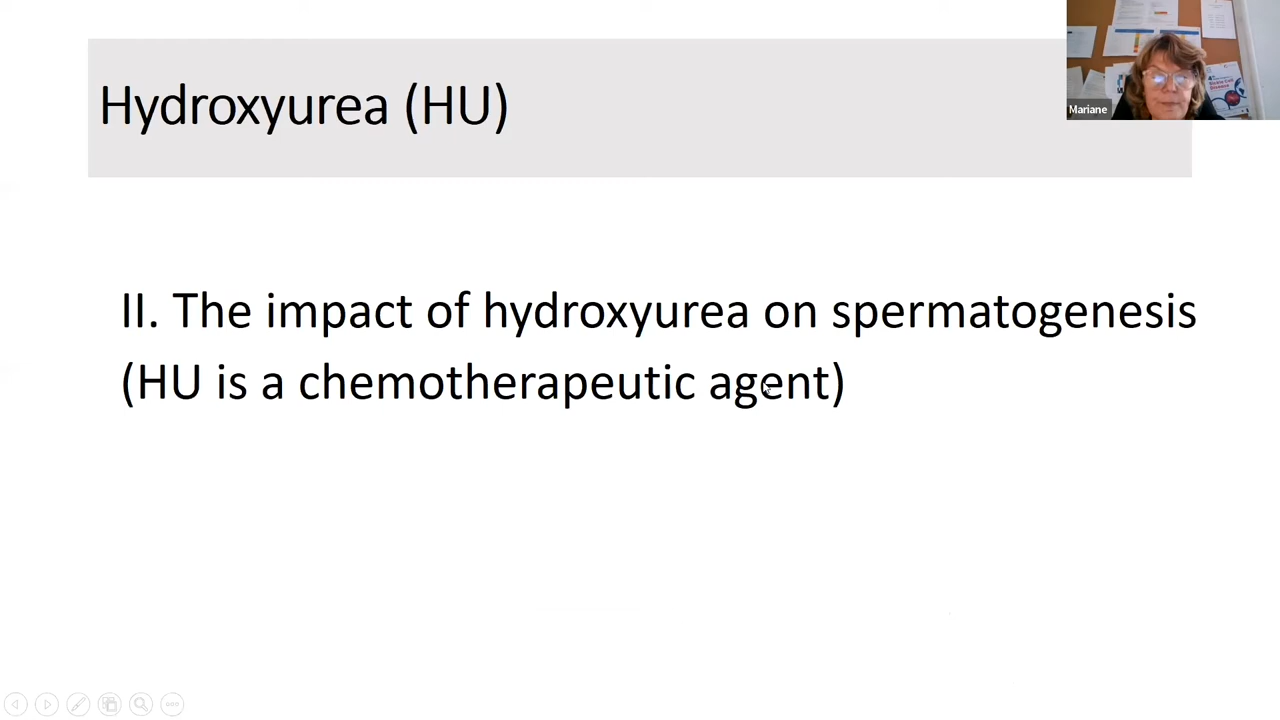 Hydroxyurea (HU)
Mariane
II. The impact of hydroxyurea on spermatogenesis
(HU is a chemotherapeutic agent)